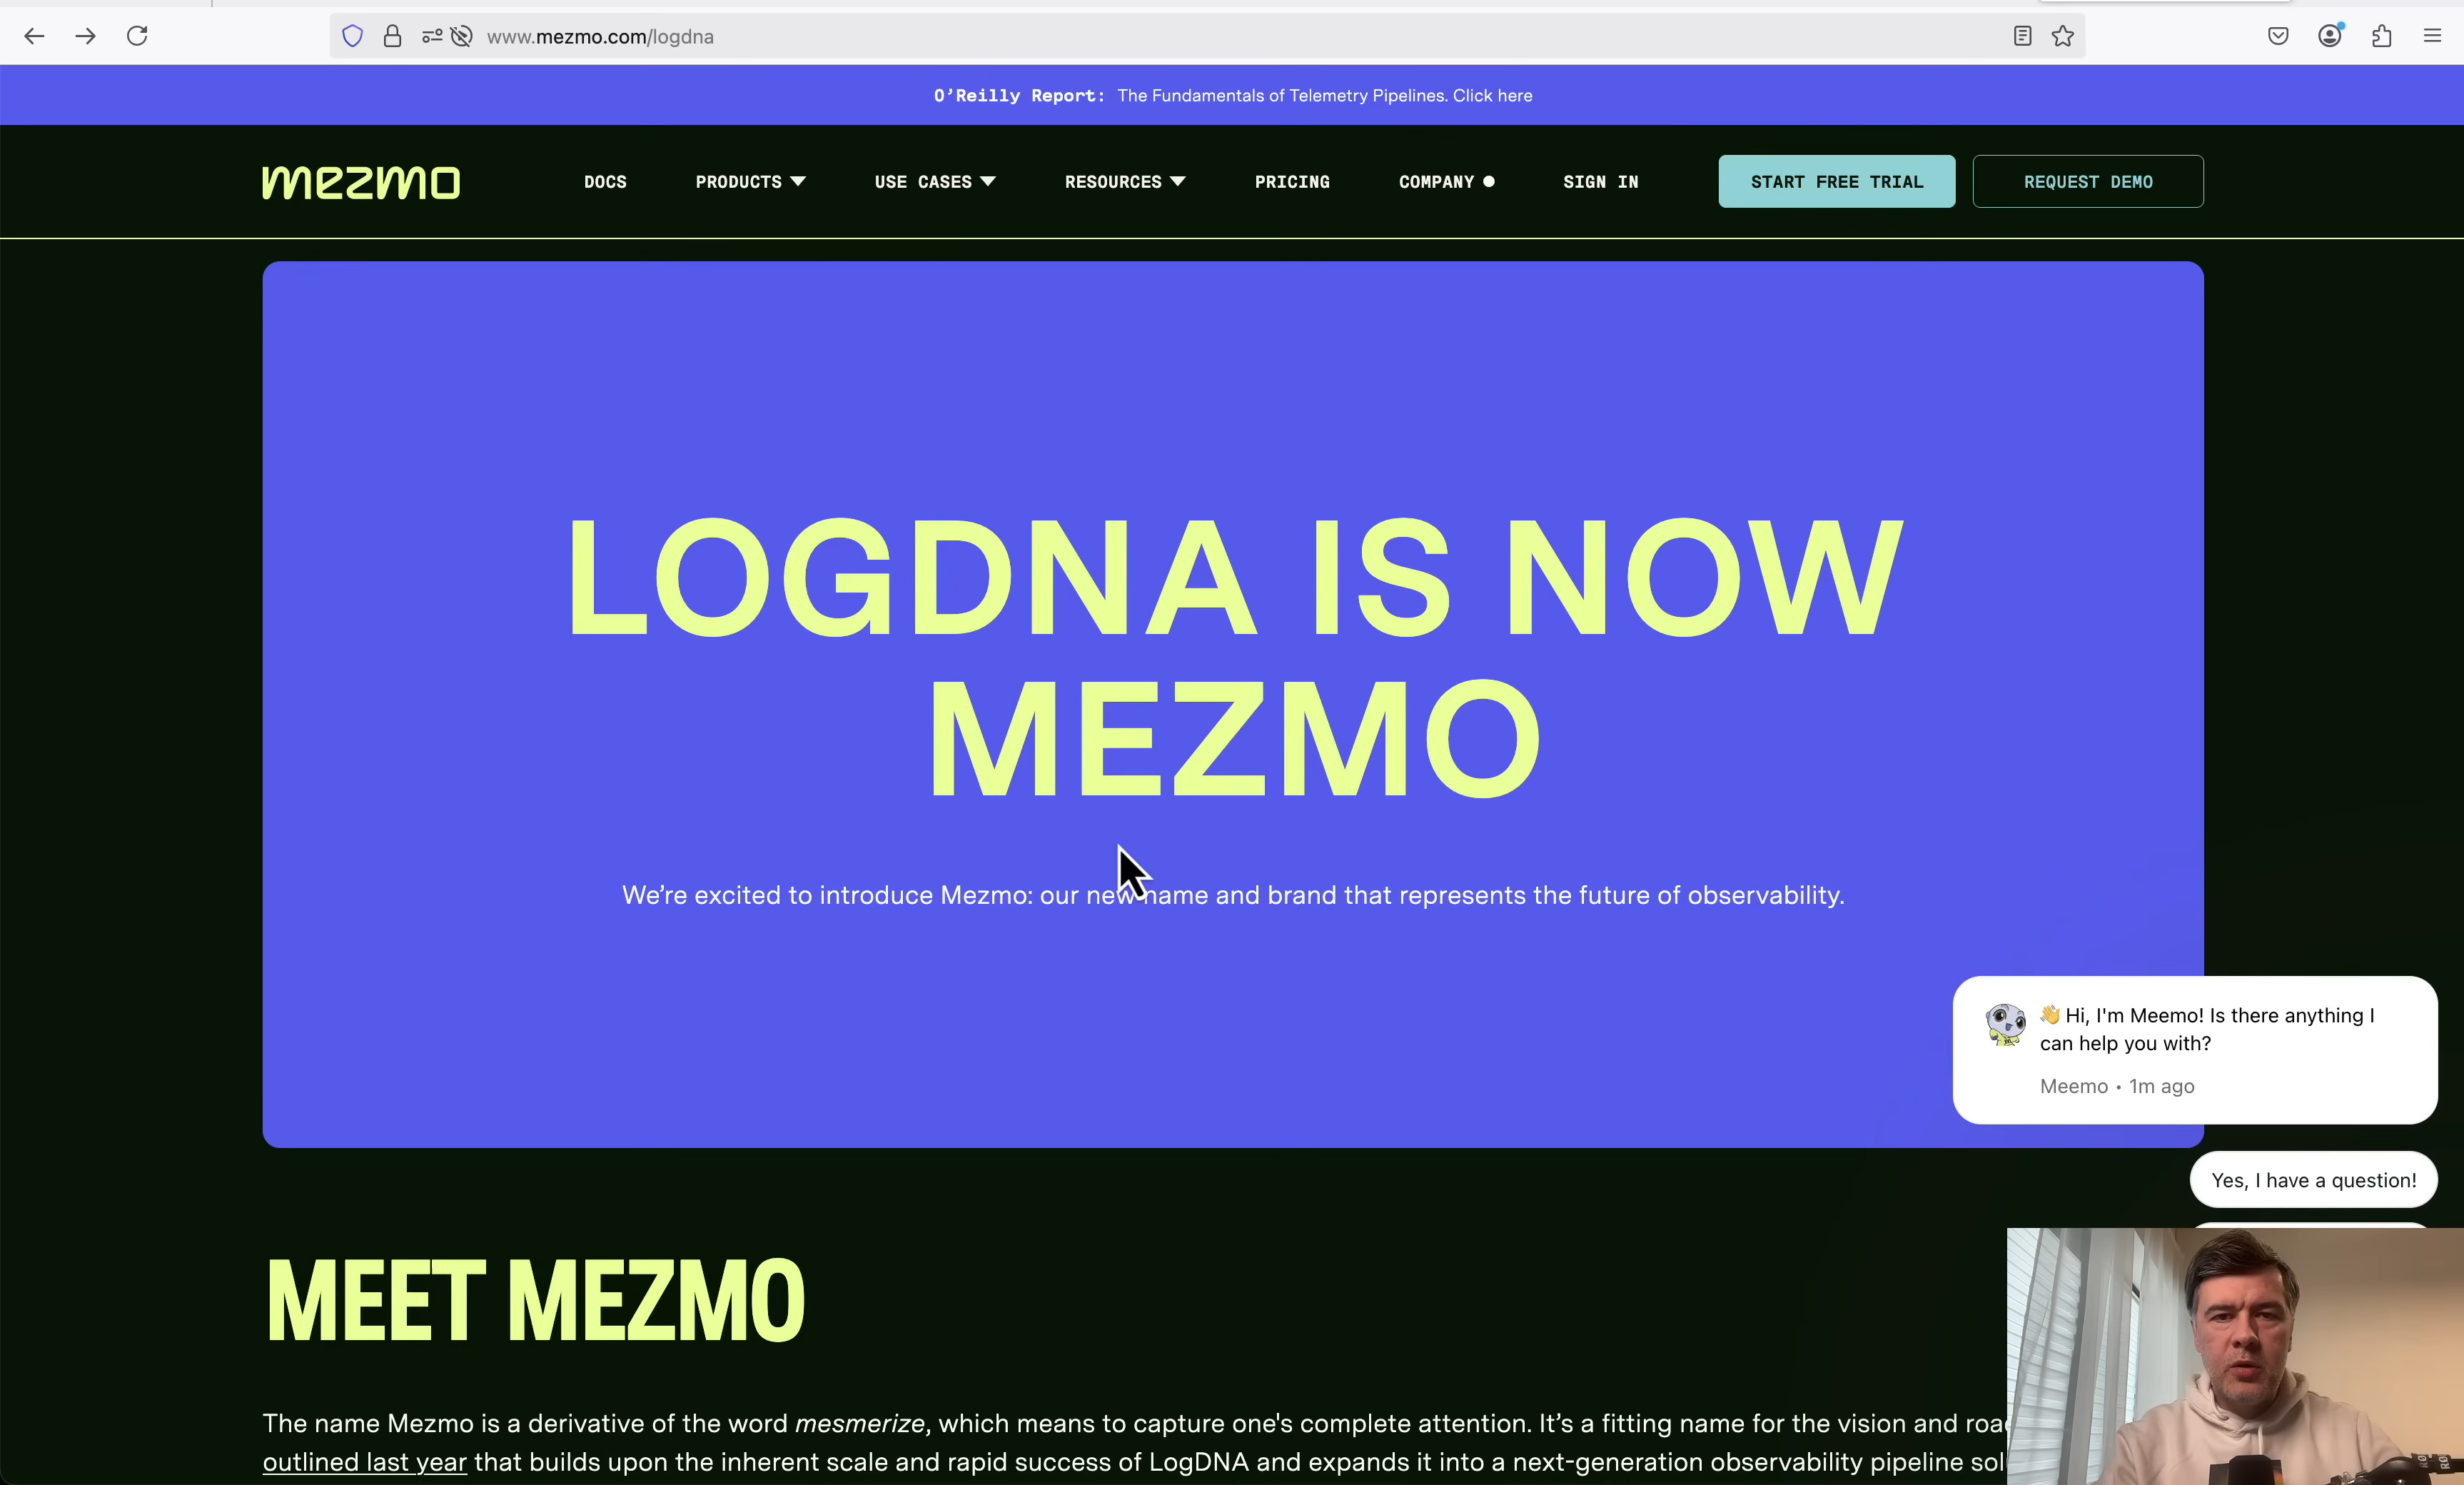 www.mezmo.com/logdna
O'Reilly Report: The Fundamentals of Telemetry Pipelines. Click here
mezmo
DOCS PRODUCTS USE CASES RESOURCES PRICING COMPANY SIGN IN START FREE TRIAL REQUEST DEMO
LOGDNA IS NOW
MEZMO
We’re excited to introduce Mezmo: our new name and brand that represents the future of observability.
👋 Hi, I'm Meemo! Is there anything I
can help you with?
Meemo • 1m ago
Yes, I have a question!
MEET MEZMO
The name Mezmo is a derivative of the word mesmerize, which means to capture one's complete attention. It’s a fitting name for the vision and
outlined last year that builds upon the inherent scale and rapid success of LogDNA and expands it into a next-generation observability pipeline